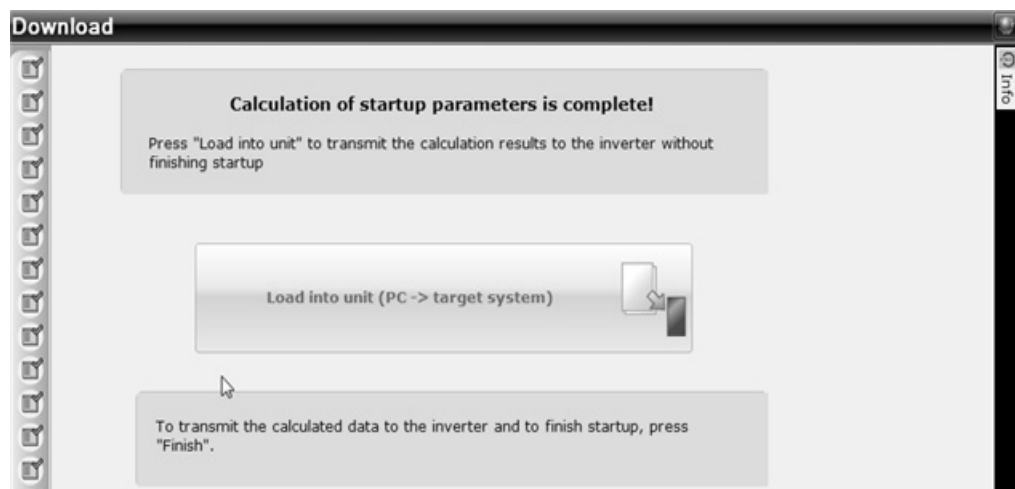 Download
Info
Calculation of startup parameters is complete!
Press "Load into unit" to transmit the calculation results to the inverter without
finishing startup
Load into unit (PC -> target system)
To transmit the calculated data to the inverter and to finish startup, press
"Finish".